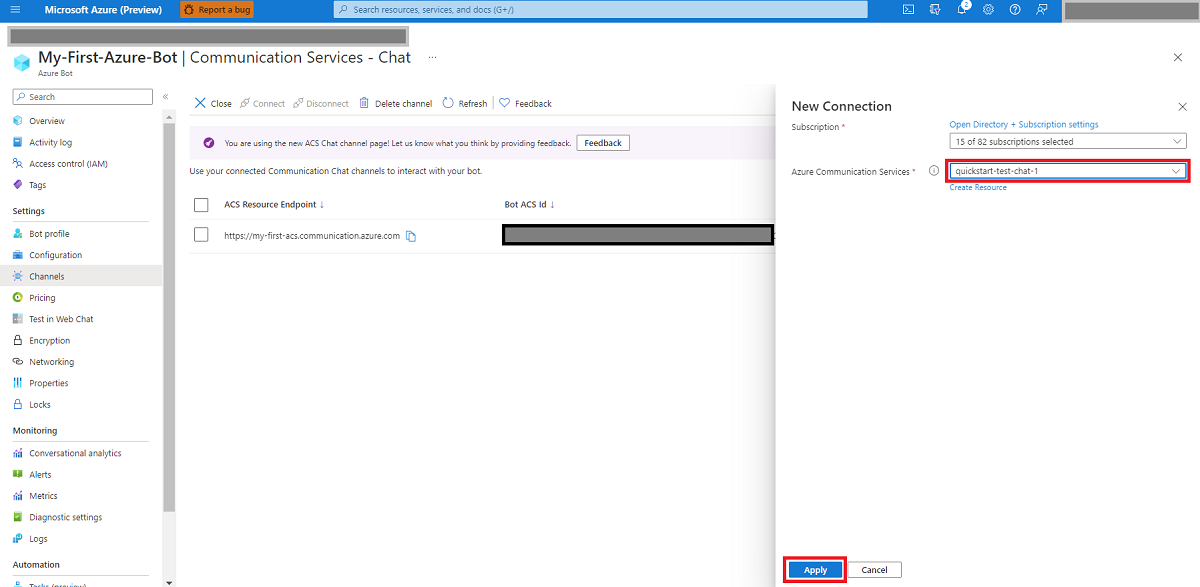 Microsoft Azure (Preview)
Report a bug
Search resources, services, and docs (G+/)
2
My-First-Azure-Bot | Communication Services - Chat
...
Azure Bot
Search
«
Overview
Activity log
Access control (IAM)
Tags
Settings
Bot profile
Configuration
Channels
Pricing
Test in Web Chat
Encryption
Networking
Properties
Locks
Monitoring
Conversational analytics
Alerts
Metrics
Diagnostic settings
Logs
Automation
Tasks (preview)
Close Connect Disconnect Delete channel Refresh Feedback
You are using the new ACS Chat channel page! Let us know what you think by providing feedback. Feedback
Use your connected Communication Chat channels to interact with your bot.
ACS Resource Endpoint ↓ Bot ACS Id ↓
https://my-first-acs.communication.azure.com
New Connection
Subscription *
Open Directory + Subscription settings
15 of 82 subscriptions selected
Azure Communication Services *
quickstart-test-chat-1
Create Resource
Apply Cancel